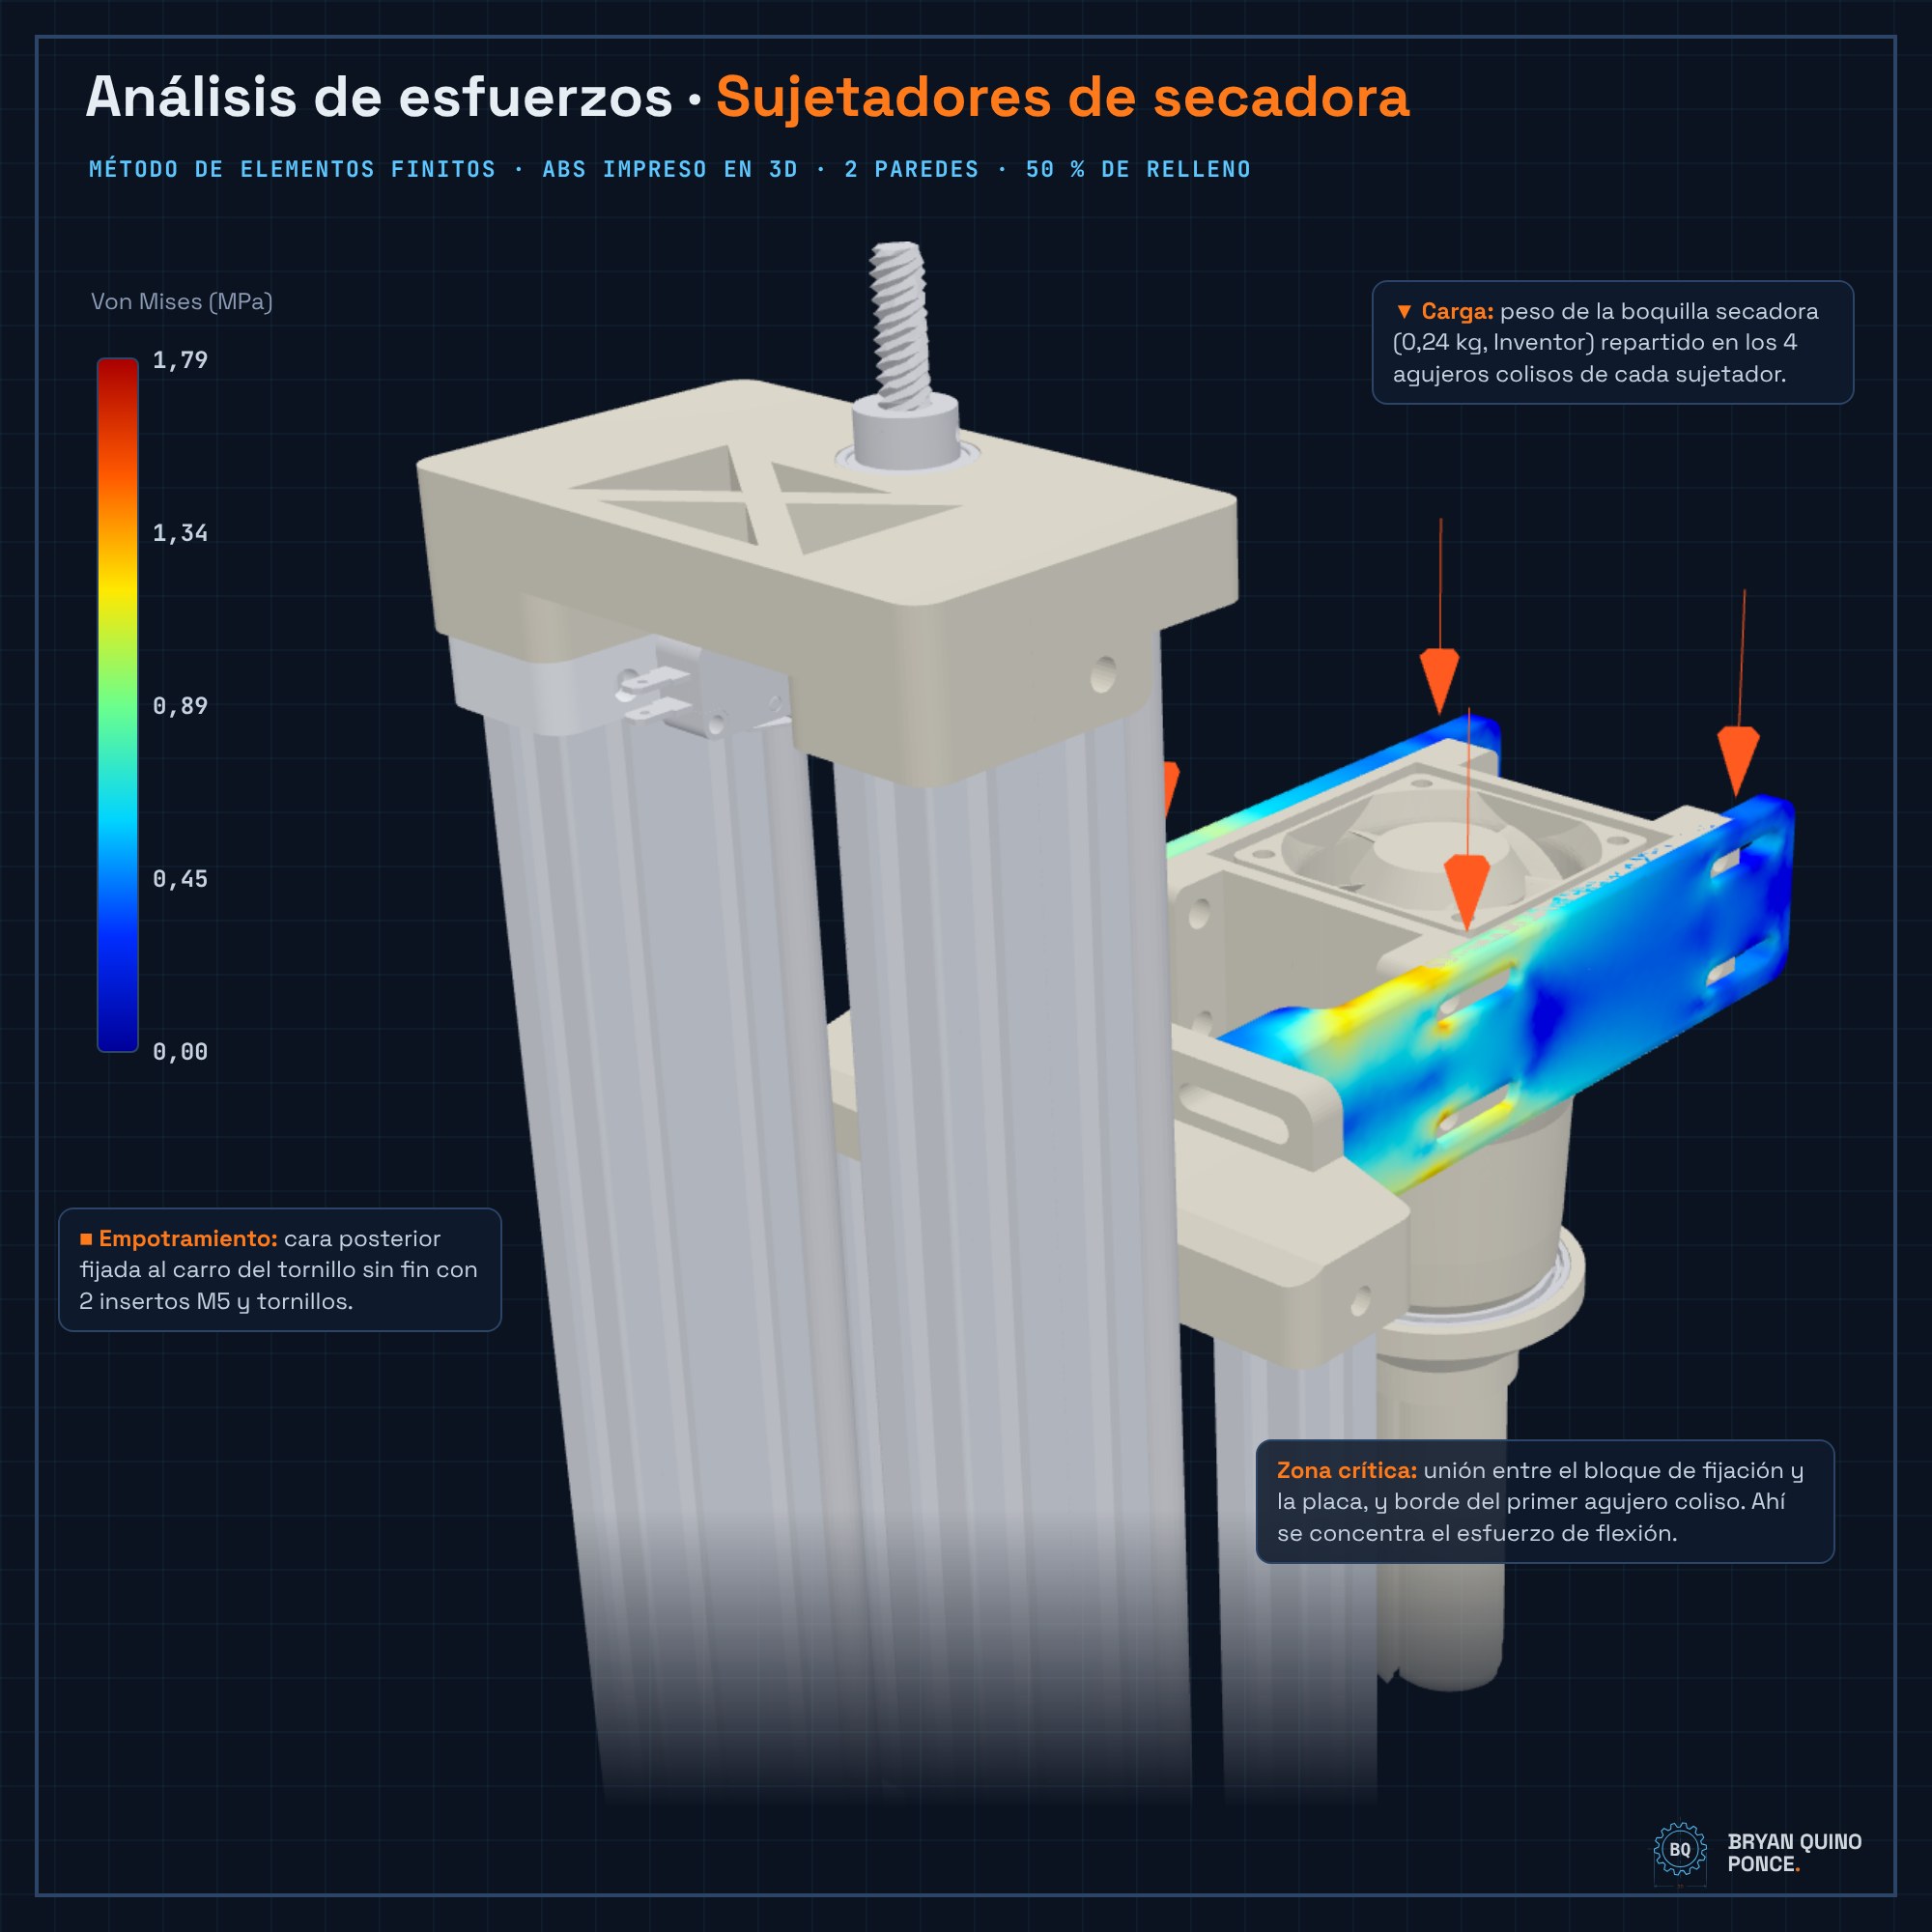 Análisis de esfuerzos · Sujetadores de secadora
MÉTODO DE ELEMENTOS FINITOS · ABS IMPRESO EN 3D · 2 PAREDES · 50 % DE RELLENO
Von Mises (MPa)
1,79
1,34
0,89
0,45
0,00
▼ Carga: peso de la boquilla secadora
(0,24 kg, Inventor) repartido en los 4
agujeros colisos de cada sujetador.
■ Empotramiento: cara posterior
fijada al carro del tornillo sin fin con
2 insertos M5 y tornillos.
Zona crítica: unión entre el bloque de fijación y
la placa, y borde del primer agujero coliso. Ahí
se concentra el esfuerzo de flexión.
BQ
BRYAN QUINO
PONCE.